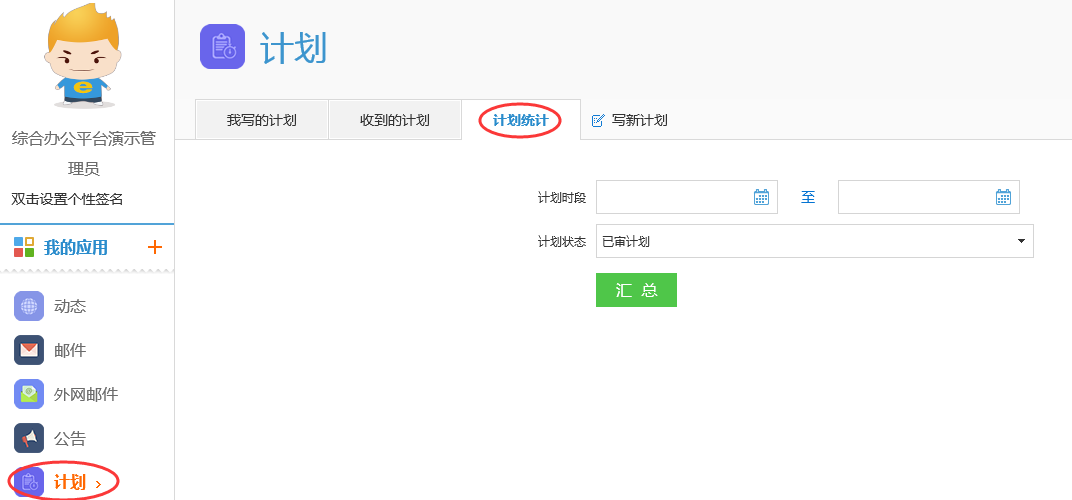 综合办公平台演示管
理员
双击设置个性签名
我的应用
动态
邮件
外网邮件
公告
计划 ›
计划
我写的计划 收到的计划 计划统计 写新计划
计划时段 至
计划状态 已审计划
汇 总